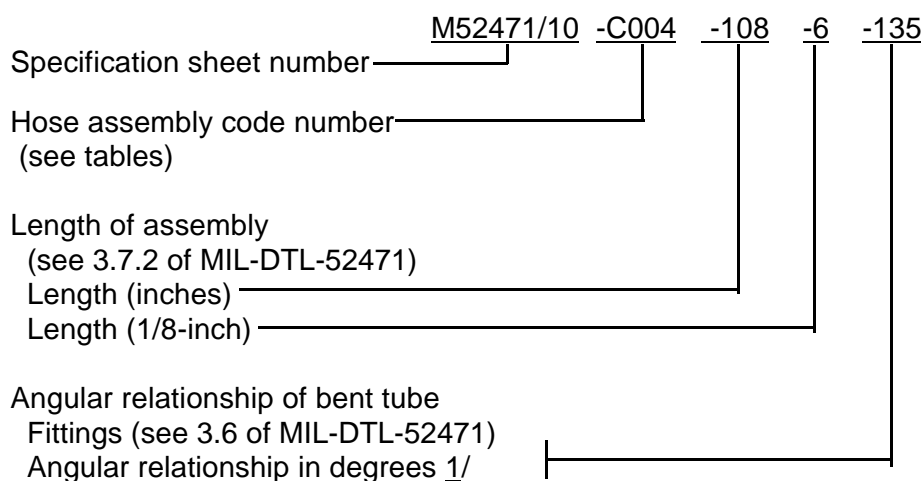 M52471/10 -C004 -108 -6 -135
Specification sheet number
Hose assembly code number
(see tables)
Length of assembly
(see 3.7.2 of MIL-DTL-52471)
Length (inches)
Length (1/8-inch)
Angular relationship of bent tube
Fittings (see 3.6 of MIL-DTL-52471)
Angular relationship in degrees 1/